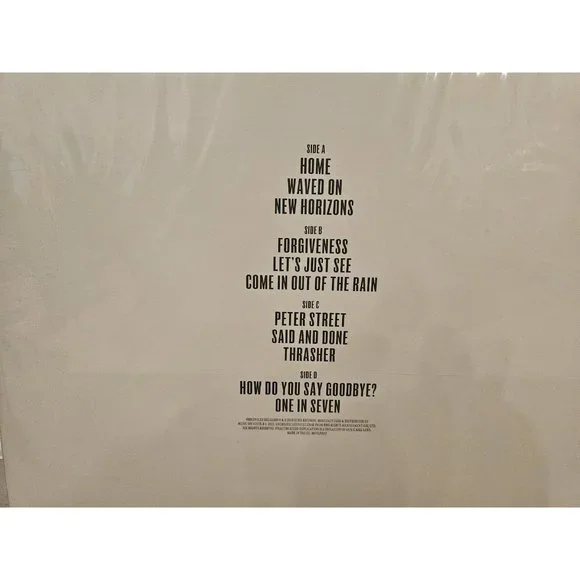 SIDE A
HOME
WAVED ON
NEW HORIZONS
SIDE B
FORGIVENESS
LET'S JUST SEE
COME IN OUT OF THE RAIN
SIDE C
PETER STREET
SAID AND DONE
THRASHER
SIDE D
HOW DO YOU SAY GOODBYE?
ONE IN SEVEN